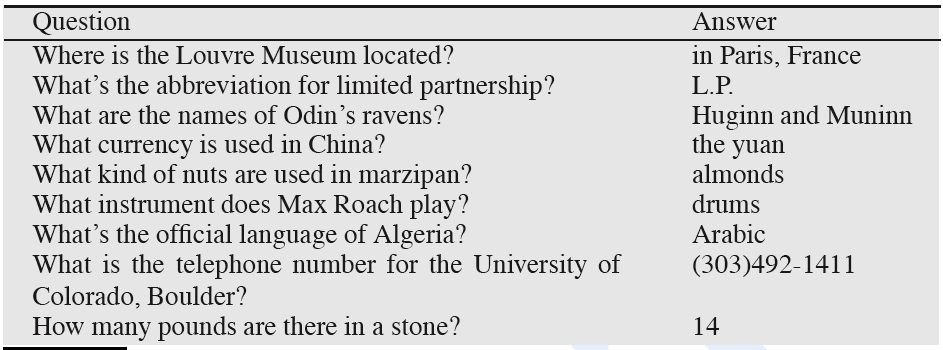 Question Answer
Where is the Louvre Museum located? in Paris, France
What’s the abbreviation for limited partnership? L.P.
What are the names of Odin’s ravens? Huginn and Muninn
What currency is used in China? the yuan
What kind of nuts are used in marzipan? almonds
What instrument does Max Roach play? drums
What’s the official language of Algeria? Arabic
What is the telephone number for the University of (303)492-1411
Colorado, Boulder?
How many pounds are there in a stone? 14